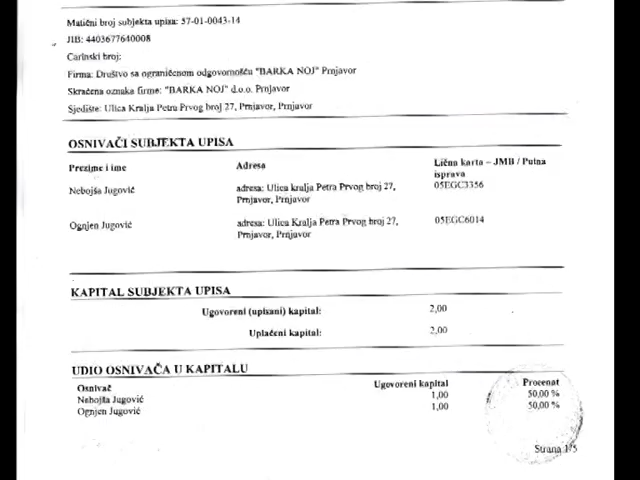 Matični broj subjekta upisa: 57-01-0043-14
JIB: 4403677640008
Carinski broj:
Firma: Društvo sa ograničenom odgovornošću "BARKA NOJ" Prnjavor
Skraćena oznaka firme: "BARKA NOJ" d.o.o. Prnjavor
Sjedište: Ulica Kralja Petra Prvog broj 27, Prnjavor, Prnjavor
OSNIVAČI SUBJEKTA UPISA
Prezime i ime Adresa Lična karta – JMB / Putna isprava
Nebojša Jugović adresa: Ulica kralja Petra Prvog broj 27, 05EGC3356
Prnjavor, Prnjavor
Ognjen Jugović adresa: Ulica Kralja Petra Prvog broj 27, 05EGC6014
Prnjavor, Prnjavor
KAPITAL SUBJEKTA UPISA
Ugovoreni (upisani) kapital: 2,00
Uplaćeni kapital: 2,00
UDIO OSNIVAČA U KAPITALU
Osnivač Ugovoreni kapital Procenat
Nebojša Jugović 1,00 50,00 %
Ognjen Jugović 1,00 50,00 %
Strana 1/5